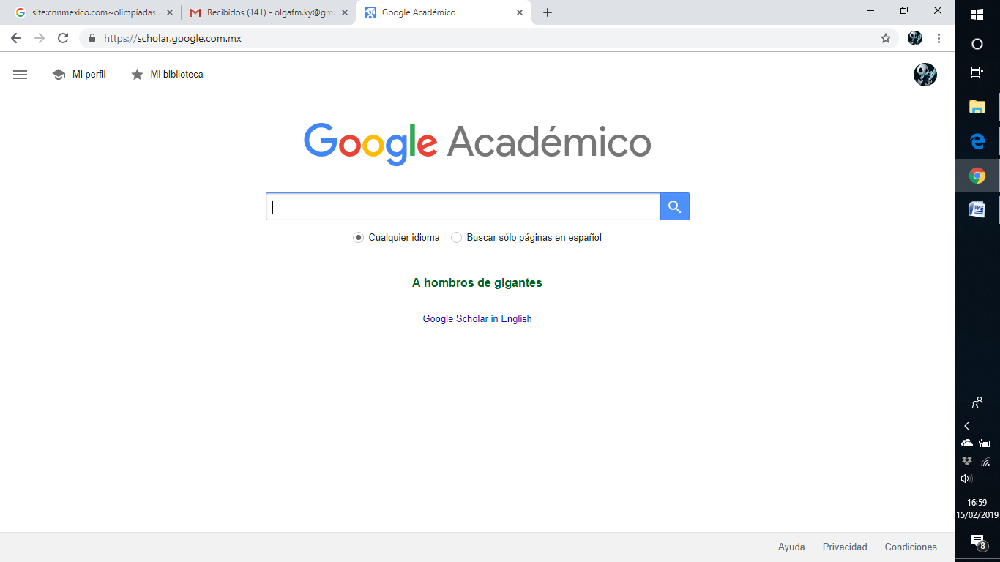 site:cnnmexico.com~olimpiadas
Recibidos (141) - olgafm.ky@gm
Google Académico
https://scholar.google.com.mx
Mi perfil
Mi biblioteca
Google Académico
Cualquier idioma
Buscar sólo páginas en español
A hombros de gigantes
Google Scholar in English
16:59
15/02/2019
8
Ayuda
Privacidad
Condiciones